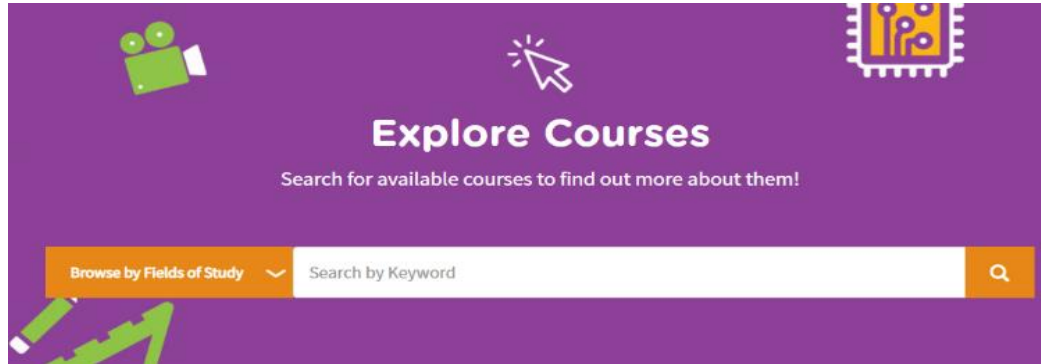 Explore Courses
Search for available courses to find out more about them!
Browse by Fields of Study
Search by Keyword